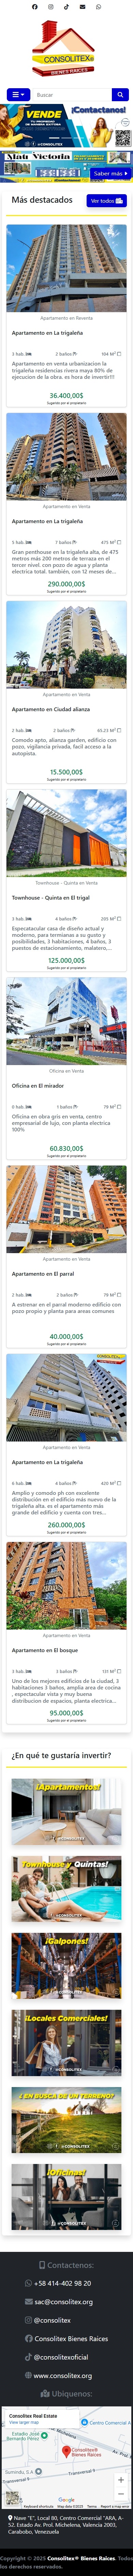 CONSOLITEX
BIENES RAICES
Buscar
VENDE
¡Contactanos!
CONSOLITEX
Saber más
Más destacados
Ver todos
Apartamento en Reventa
Apartamento en La trigaleña
3 hab.
2 baños
104 M²
Apartamento en venta urbanizacion la
trigaleña residencias rivera maya 80% de
ejecucion de la obra. es hora de invertir!!!
36.400,00$
Sugerido por el propietario.
Apartamento en Venta
Apartamento en La trigaleña
5 hab.
7 baños
475 M²
Gran penthouse en la trigaleña alta, de 475
metros más 200 metros de terraza en el
tercer nivel. con pozo de agua y planta
electrica total. tambien, con 12 meses de...
290.000,00$
Sugerido por el propietario.
Apartamento en Venta
Apartamento en Ciudad alianza
2 hab.
2 baños
65.23 M²
Comodo apto, alianza garden, edificio con
pozo, vigilancia privada, facil acceso a la
autopista.
15.500,00$
Sugerido por el propietario.
Townhouse - Quinta en Venta
Townhouse - Quinta en El trigal
3 hab.
4 baños
205 M²
Espectacular casa de diseño actual y
moderno, para terminarse a su gusto y
posibilidades, 3 habitaciones, 4 baños, 3
puestos de estacionamento, matero,...
125.000,00$
Sugerido por el propietario.
Oficina en Venta
Oficina en El mirador
0 hab.
1 baños
78 M²
Oficina en obra gris en venta, centro
empresarial de lujo, con planta electrica
100%
60.830,00$
Sugerido por el propietario.
Apartamento en Venta
Apartamento en El parral
2 hab.
2 baños
79 M²
A estrenar en el parral moderno edificio con
pozo propio y planta para areas comunes
40.000,00$
Sugerido por el propietario.
CONSOLITEX
Apartamento en Venta
Apartamento en La trigaleña
6 hab.
4 baños
420 M²
Amplio y comodo ph con excelente
distribución en el edificio más nuevo de la
trigaleña alta. es el apartamento más
grande del edificio y cuenta con tres...
260.000,00$
Sugerido por el propietario.
Apartamento en Venta
Apartamento en El bosque
3 hab.
3 baños
131 M²
Uno de los mejores edificios de la ciudad, 3
habitaciones 3 baños, amplia area de cocina
, espectacular vista y muy buena
distribucion de espacios, planta electrica...
95.000,00$
Sugerido por el propietario.
¿En qué te gustaría invertir?
¡Apartamentos!
@CONSOLITEX
Townhouse y Quintas!
@CONSOLITEX
¡Galpones!
@CONSOLITEX
¡Locales Comerciales!
@CONSOLITEX
¿ EN BUSCA DE UN TERRENO?
@CONSOLITEX
¡Oficinas!
@CONSOLITEX
Contactenos:
+58 414-402 98 20
sac@consolitex.org
@consolitex
Consolitex Bienes Raices
@consolitexoficial
www.consolitex.org
Ubiquenos:
Consolitex Real Estate
View larger map
Centro Comercial A
Estadio José
Bernardo Pérez
Consolitex®
Bienes Raices
Transversal 5
Google
Keyboard shortcuts
Map data ©2025
Terms
Report a map error
Nave "E", Local 80, Centro Comercial "ARA, A-
52, Estadio Av. Prol. Michelena, Valencia 2003,
Carabobo, Venezuela
Copyright © 2025 Consolitex® Bienes Raices. Todos
los derechos reservados.